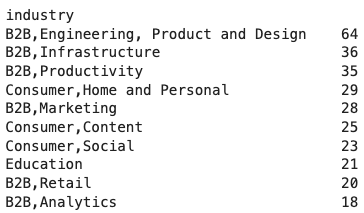 industry
B2B,Engineering, Product and Design    64
B2B,Infrastructure    36
B2B,Productivity    35
Consumer,Home and Personal    29
B2B,Marketing    28
Consumer,Content    25
Consumer,Social    23
Education    21
B2B,Retail    20
B2B,Analytics    18